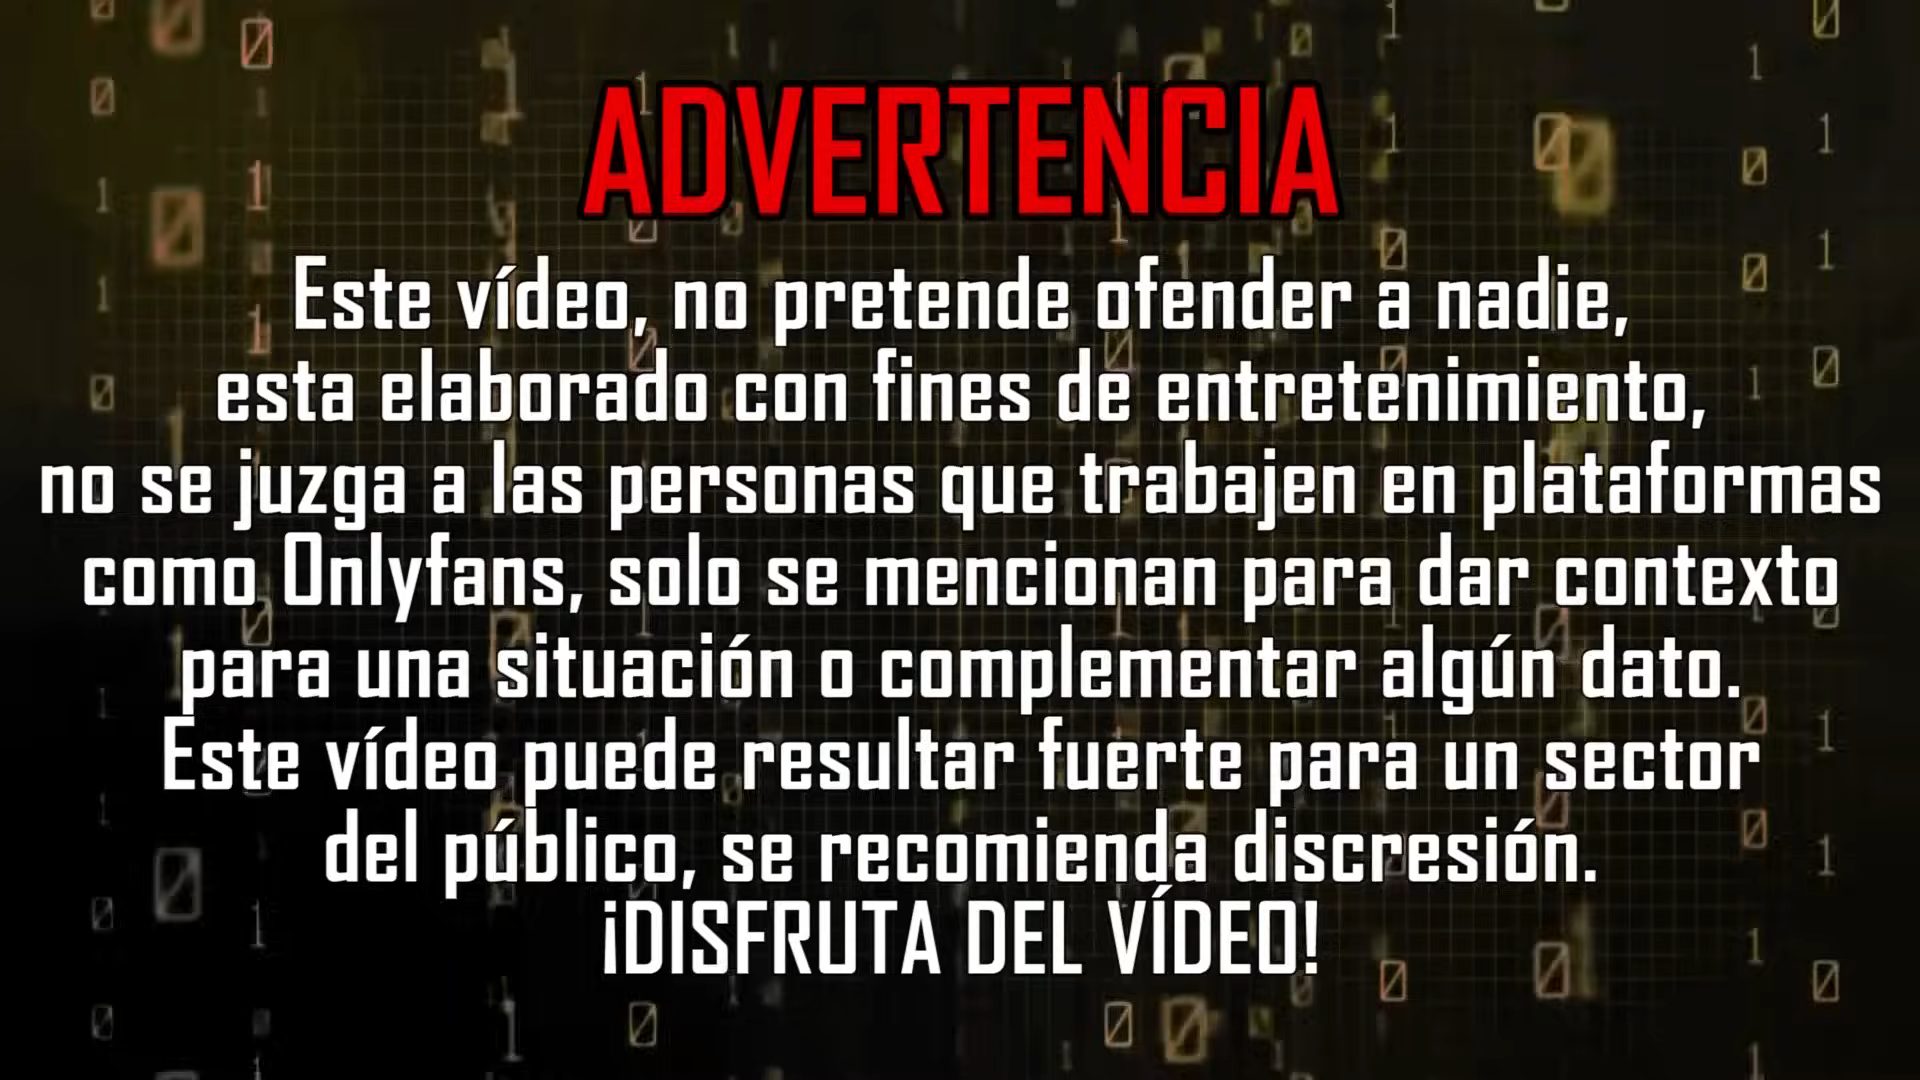 ADVERTENCIA
Este vídeo, no pretende ofender a nadie,
esta elaborado con fines de entretenimiento,
no se juzga a las personas que trabajen en plataformas
como Onlyfans, solo se mencionan para dar contexto
para una situación o complementar algún dato.
Este vídeo puede resultar fuerte para un sector
del público, se recomienda discresión.
¡DISFRUTA DEL VÍDEO!